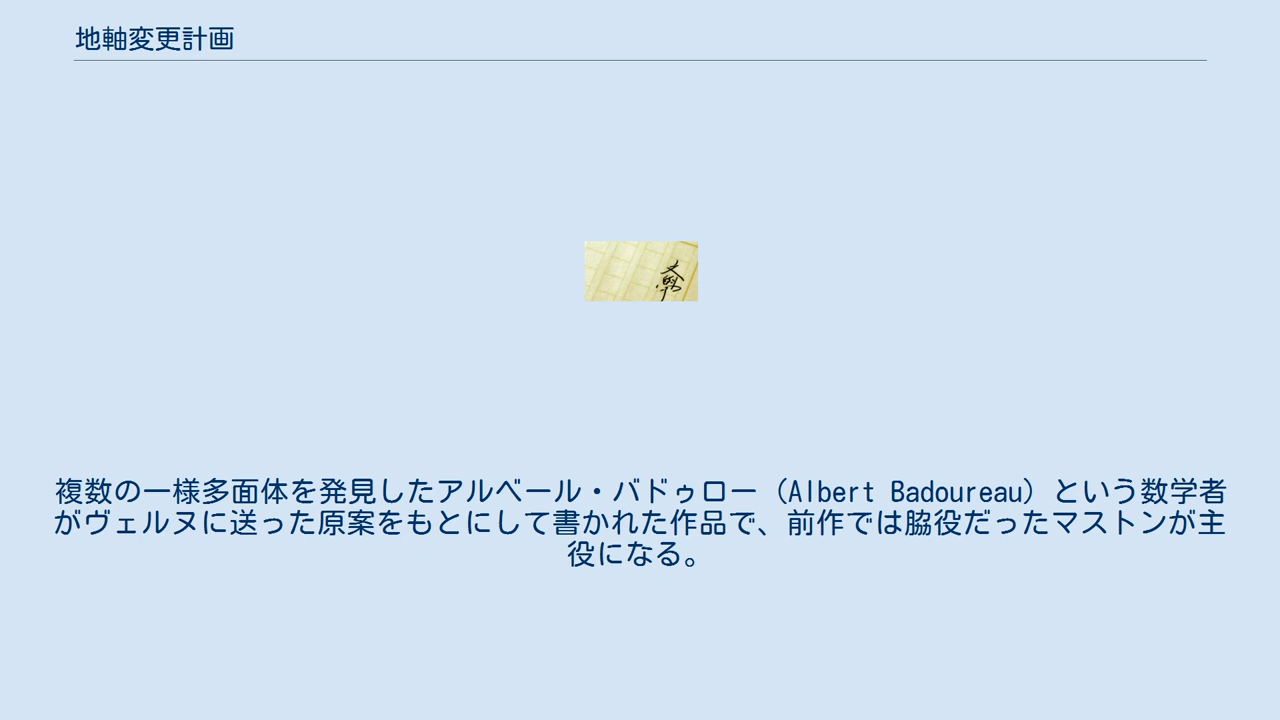 地軸変更計画
複数の一様多面体を発見したアルベール・バドゥロー（Albert Badoureau）という数学者
がヴェルヌに送った原案をもとにして書かれた作品で、前作では脇役だったマストンが主
役になる。